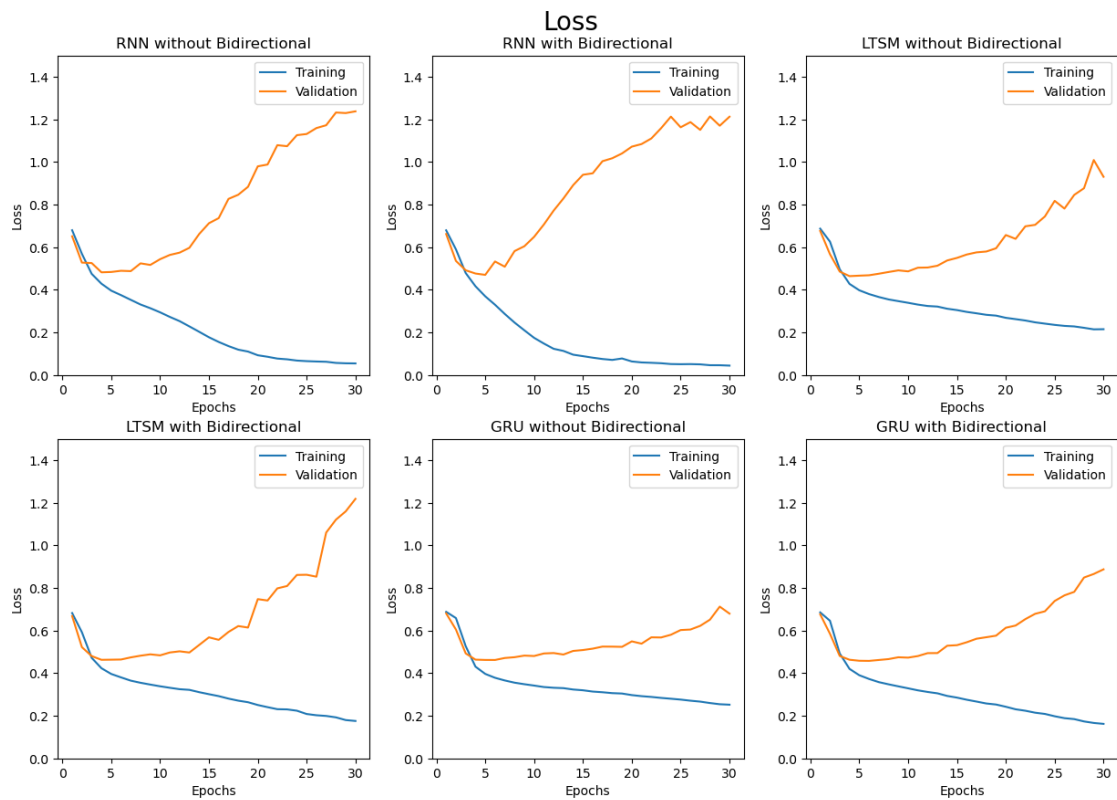 Loss
RNN without Bidirectional
RNN with Bidirectional
LTSM without Bidirectional
1.4
1.2
1.0
0.8
0.6
0.4
0.2
0.0
Loss
Training
Validation
0 5 10 15 20 25 30
Epochs
1.4
1.2
1.0
0.8
0.6
0.4
0.2
0.0
Loss
Training
Validation
0 5 10 15 20 25 30
Epochs
1.4
1.2
1.0
0.8
0.6
0.4
0.2
0.0
Loss
Training
Validation
0 5 10 15 20 25 30
Epochs
LTSM with Bidirectional
GRU without Bidirectional
GRU with Bidirectional
1.4
1.2
1.0
0.8
0.6
0.4
0.2
0.0
Loss
Training
Validation
0 5 10 15 20 25 30
Epochs
1.4
1.2
1.0
0.8
0.6
0.4
0.2
0.0
Loss
Training
Validation
0 5 10 15 20 25 30
Epochs
1.4
1.2
1.0
0.8
0.6
0.4
0.2
0.0
Loss
Training
Validation
0 5 10 15 20 25 30
Epochs